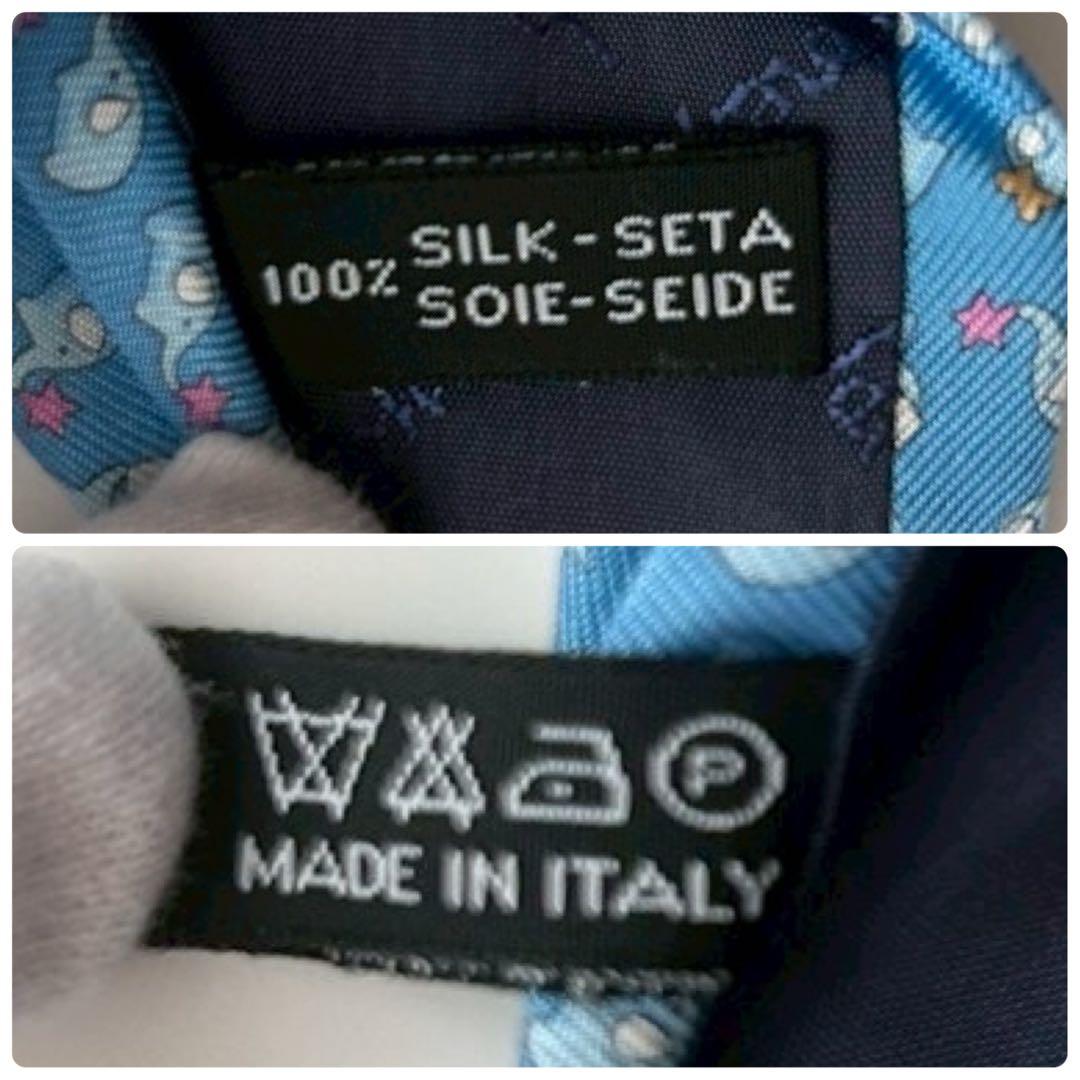 100% SILK - SETA
SOIE-SEIDE
P
MADE IN ITALY